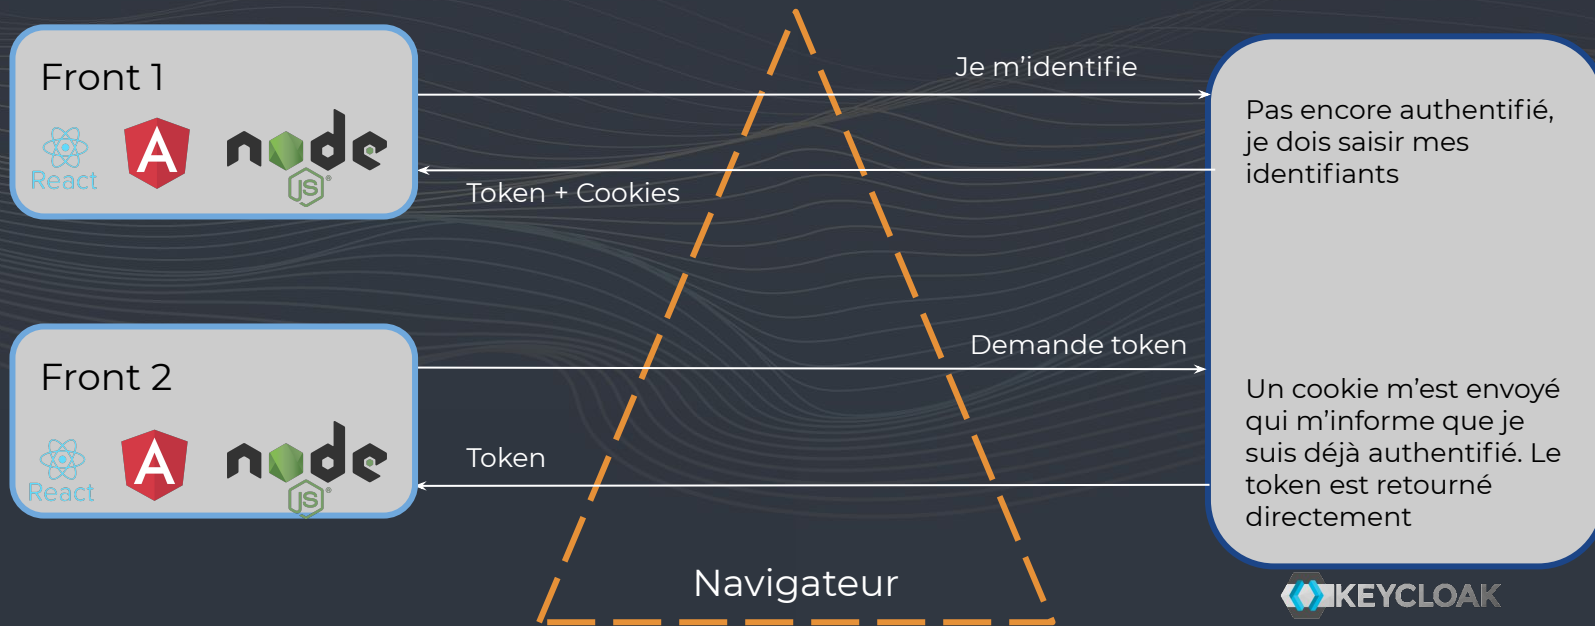 Front 1
React
A
node
JS
Je m'identifie
Token + Cookies
Pas encore authentifié,
je dois saisir mes
identifiants
Front 2
React
A
node
JS
Demande token
Token
Un cookie m'est envoyé
qui m'informe que je
suis déjà authentifié. Le
token est retourné
directement
Navigateur
KEYCLOAK